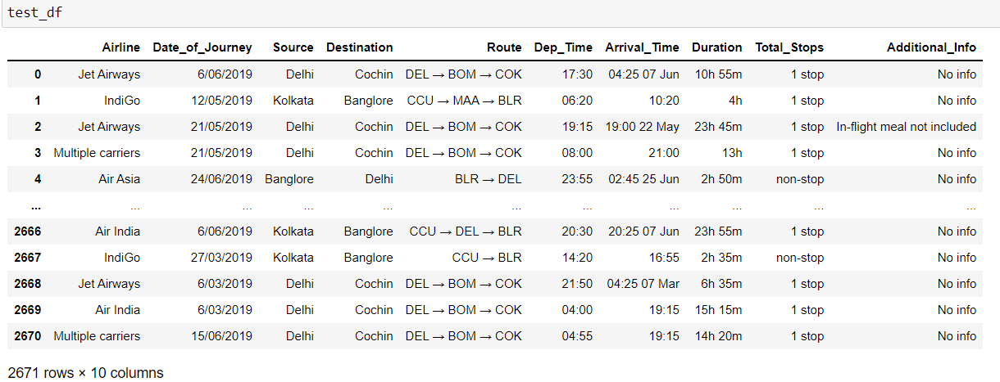 test_df
Airline Date_of_Journey Source Destination Route Dep_Time Arrival_Time Duration Total_Stops Additional_Info
0 Jet Airways 6/06/2019 Delhi Cochin DEL → BOM → COK 17:30 04:25 07 Jun 10h 55m 1 stop No info
1 IndiGo 12/05/2019 Kolkata Banglore CCU → MAA → BLR 06:20 10:20 4h 1 stop No info
2 Jet Airways 21/05/2019 Delhi Cochin DEL → BOM → COK 19:15 19:00 22 May 23h 45m 1 stop In-flight meal not included
3 Multiple carriers 21/05/2019 Delhi Cochin DEL → BOM → COK 08:00 21:00 13h 1 stop No info
4 Air Asia 24/06/2019 Banglore Delhi BLR → DEL 23:55 02:45 25 Jun 2h 50m non-stop No info
... ... ... ... ... ... ... ... ... ... ...
2666 Air India 6/06/2019 Kolkata Banglore CCU → DEL → BLR 20:30 20:25 07 Jun 23h 55m 1 stop No info
2667 IndiGo 27/03/2019 Kolkata Banglore CCU → BLR 14:20 16:55 2h 35m non-stop No info
2668 Jet Airways 6/03/2019 Delhi Cochin DEL → BOM → COK 21:50 04:25 07 Mar 6h 35m 1 stop No info
2669 Air India 6/03/2019 Delhi Cochin DEL → BOM → COK 04:00 19:15 15h 15m 1 stop No info
2670 Multiple carriers 15/06/2019 Delhi Cochin DEL → BOM → COK 04:55 19:15 14h 20m 1 stop No info
2671 rows × 10 columns